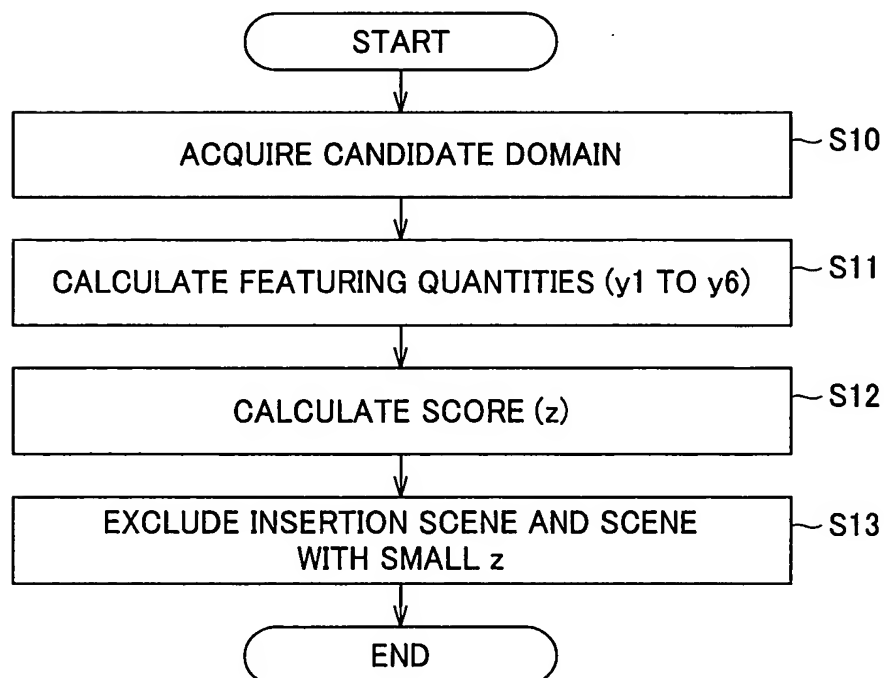 START
ACQUIRE CANDIDATE DOMAIN
S10
CALCULATE FEATURING QUANTITIES (y1 TO y6)
S11
CALCULATE SCORE (z)
S12
EXCLUDE INSERTION SCENE AND SCENE
WITH SMALL z
S13
END